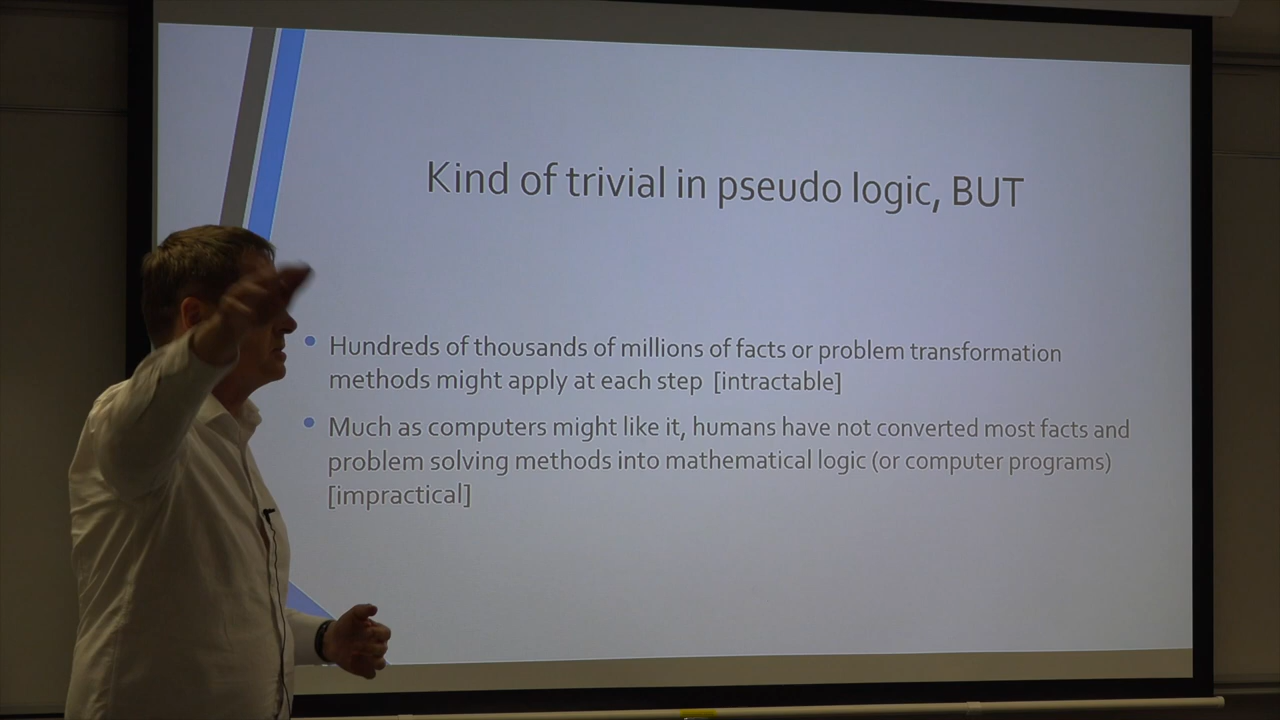 Kind of trivial in pseudo logic, BUT
Hundreds of thousands of millions of facts or problem transformation
methods might apply at each step [intractable]
Much as computers might like it, humans have not converted most facts and
problem solving methods into mathematical logic (or computer programs)
[impractical]